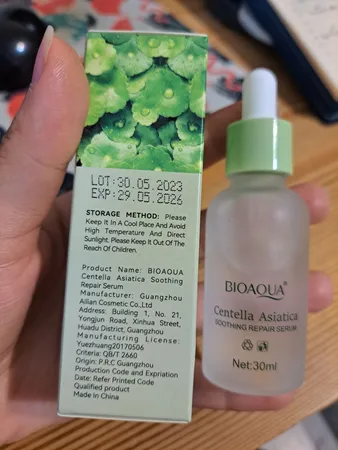 LOT:30.05.2023
EXP:29.05.2026
STORAGE METHOD: Please
Keep It In A Cool Place And Avoid
High Temperature And Direct
Sunlight. Please Keep It Out Of The
Reach Of Children.
Product Name: BIOAQUA
Centella Asiatica Soothing
Repair Serum
Manufacturer: Guangzhou
Ailian Cosmetic Co.,Ltd
Address: Building 1, No. 21,
Yongjun Road, Xinhua Street,
Huadu District, Guangzhou
Manufacturing License:
Yuezhuang20170506
Criteria: QB/T 2660
Origin: P.R.C Guangzhou
Production Code and Expriation
Date: Refer Printed Code
Qualified product
Made in China
BIOAQUA®
Centella Asiatica
SOOTHING REPAIR SERUM
Net:30ml